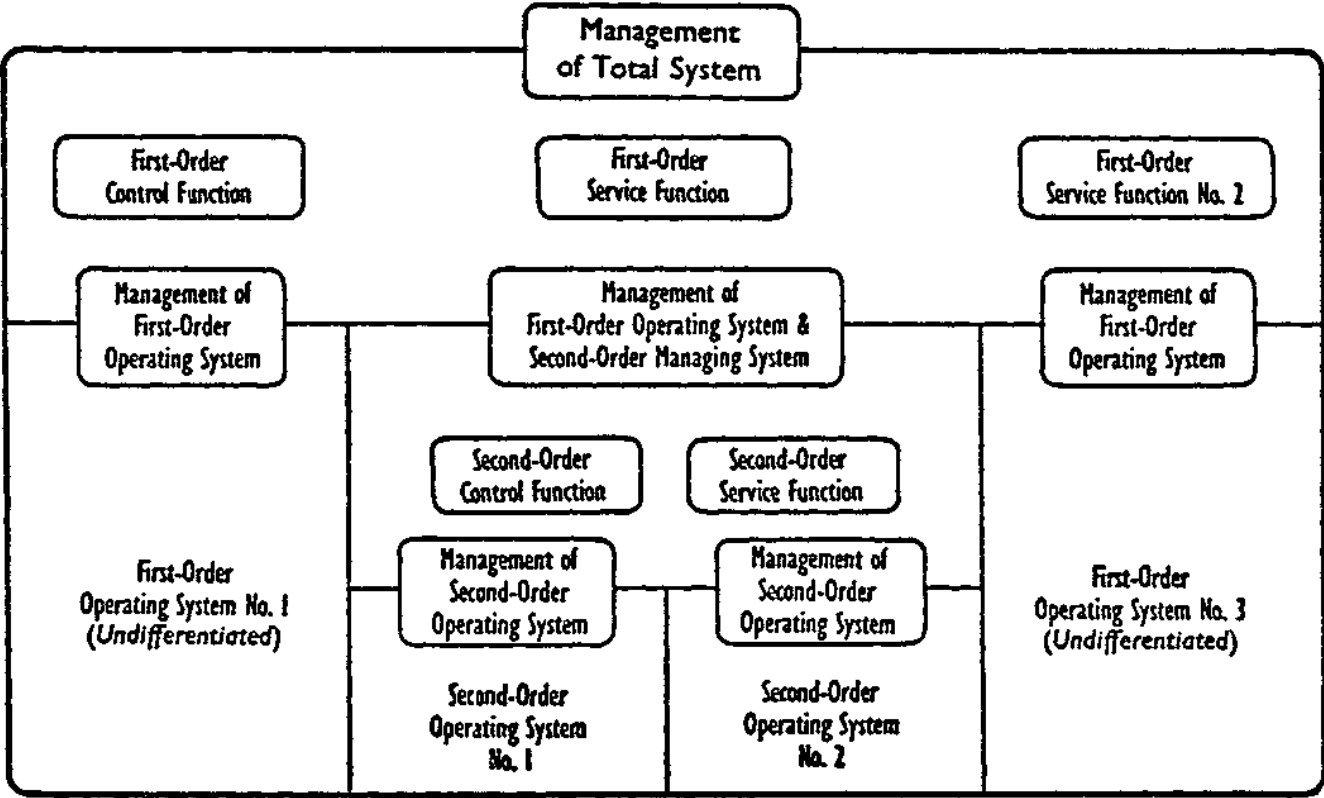 Management
of Total System
First-Order
Control Function
First-Order
Service Function
First-Order
Service Function No. 2
Management of
First-Order
Operating System
Management of
First-Order Operating System &
Second-Order Managing System
Management of
First-Order
Operating System
Second-Order
Control Function
Second-Order
Service Function
First-Order
Operating System No. 1
(Undifferentiated)
Management of
Second-Order
Operating System
Management of
Second-Order
Operating System
First-Order
Operating System No. 3
(Undifferentiated)
Second-Order
Operating System
No. 1
Second-Order
Operating System
No. 2